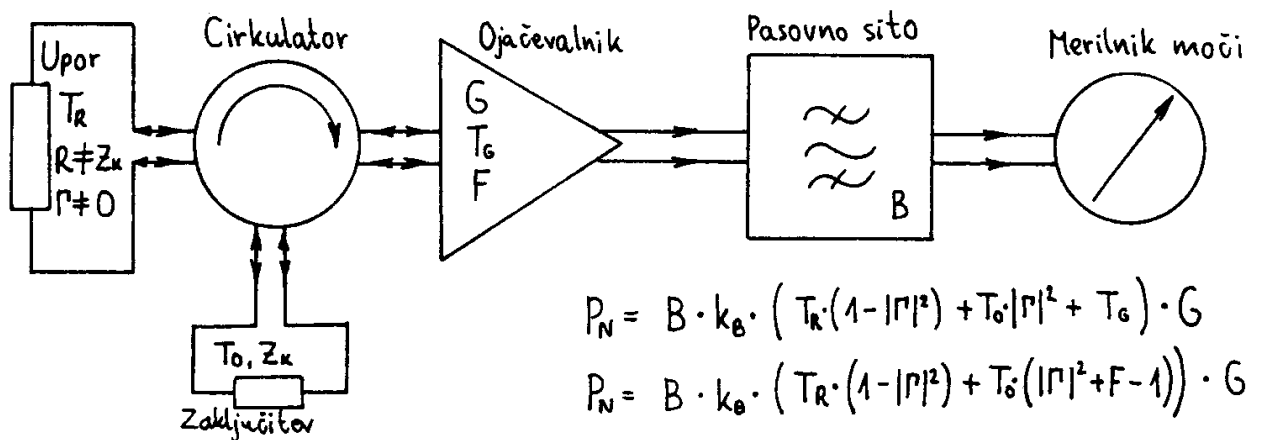 Upor
T_R
R≠Z_K
Γ≠0
Cirkulator
T_0, Z_K
Zaključitov
Ojačevalnik
G
T_G
F
Pasovno sito
B
Merilnik moči
P_N = B · k_B · (T_R·(1-|Γ|²) + T_0·|Γ|² + T_G) · G
P_N = B · k_B · (T_R·(1-|Γ|²) + T_0·(|Γ|²+F-1)) · G